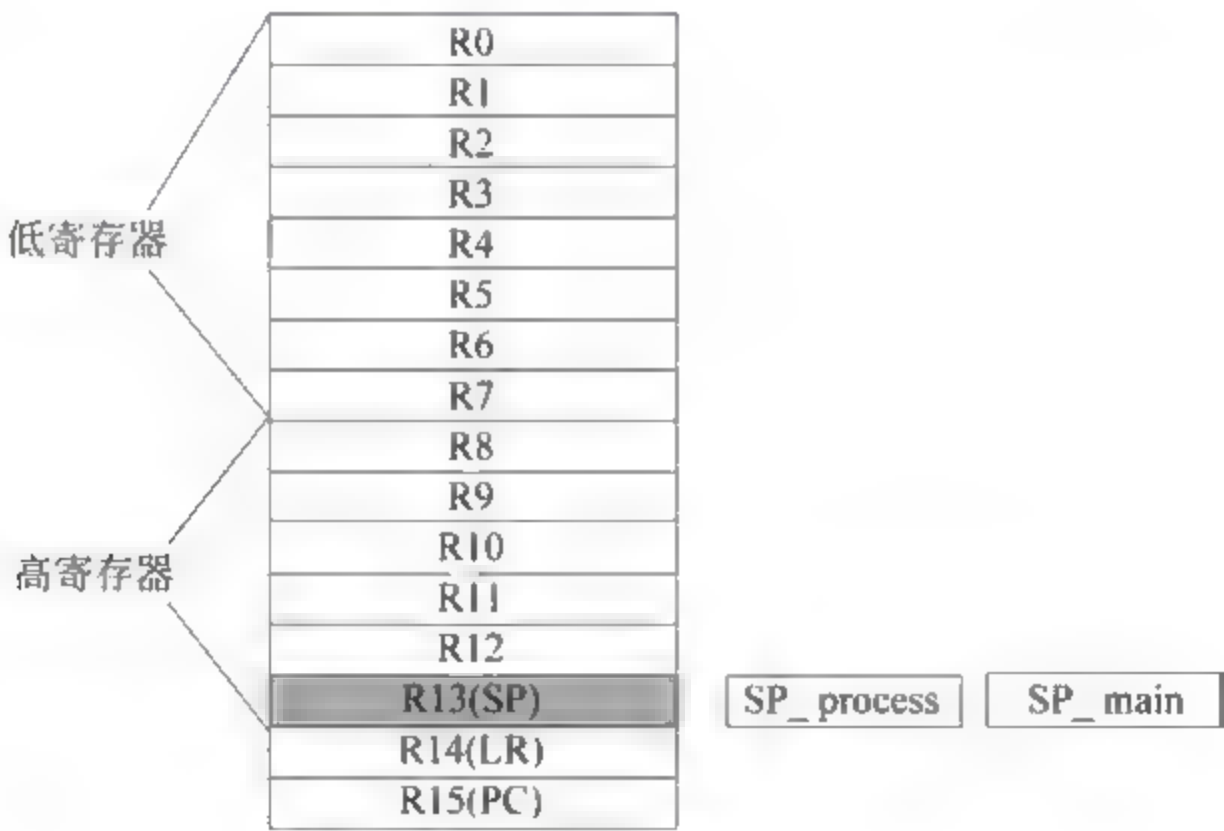 R0
R1
R2
R3
低寄存器
R4
R5
R6
R7
R8
R9
R10
高寄存器
R11
R12
R13(SP)
SP_ process
SP_ main
R14(LR)
R15(PC)